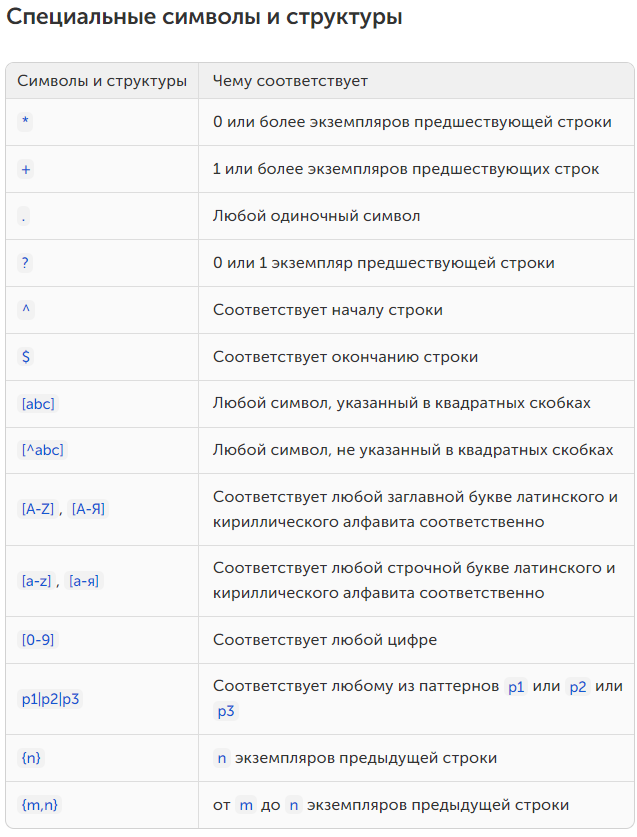 Специальные символы и структуры
Символы и структуры Чему соответствует
* 0 или более экземпляров предшествующей строки
+ 1 или более экземпляров предшествующих строк
. Любой одиночный символ
? 0 или 1 экземпляр предшествующей строки
^ Соответствует началу строки
$ Соответствует окончанию строки
[abc] Любой символ, указанный в квадратных скобках
[^abc] Любой символ, не указанный в квадратных скобках
[A-Z] , [А-Я] Соответствует любой заглавной букве латинского и
кириллического алфавита соответственно
[a-z] , [а-я] Соответствует любой строчной букве латинского и
кириллического алфавита соответственно
[0-9] Соответствует любой цифре
p1|p2|p3 Соответствует любому из паттернов p1 или p2 или
p3
{n} n экземпляров предыдущей строки
{m,n} от m до n экземпляров предыдущей строки